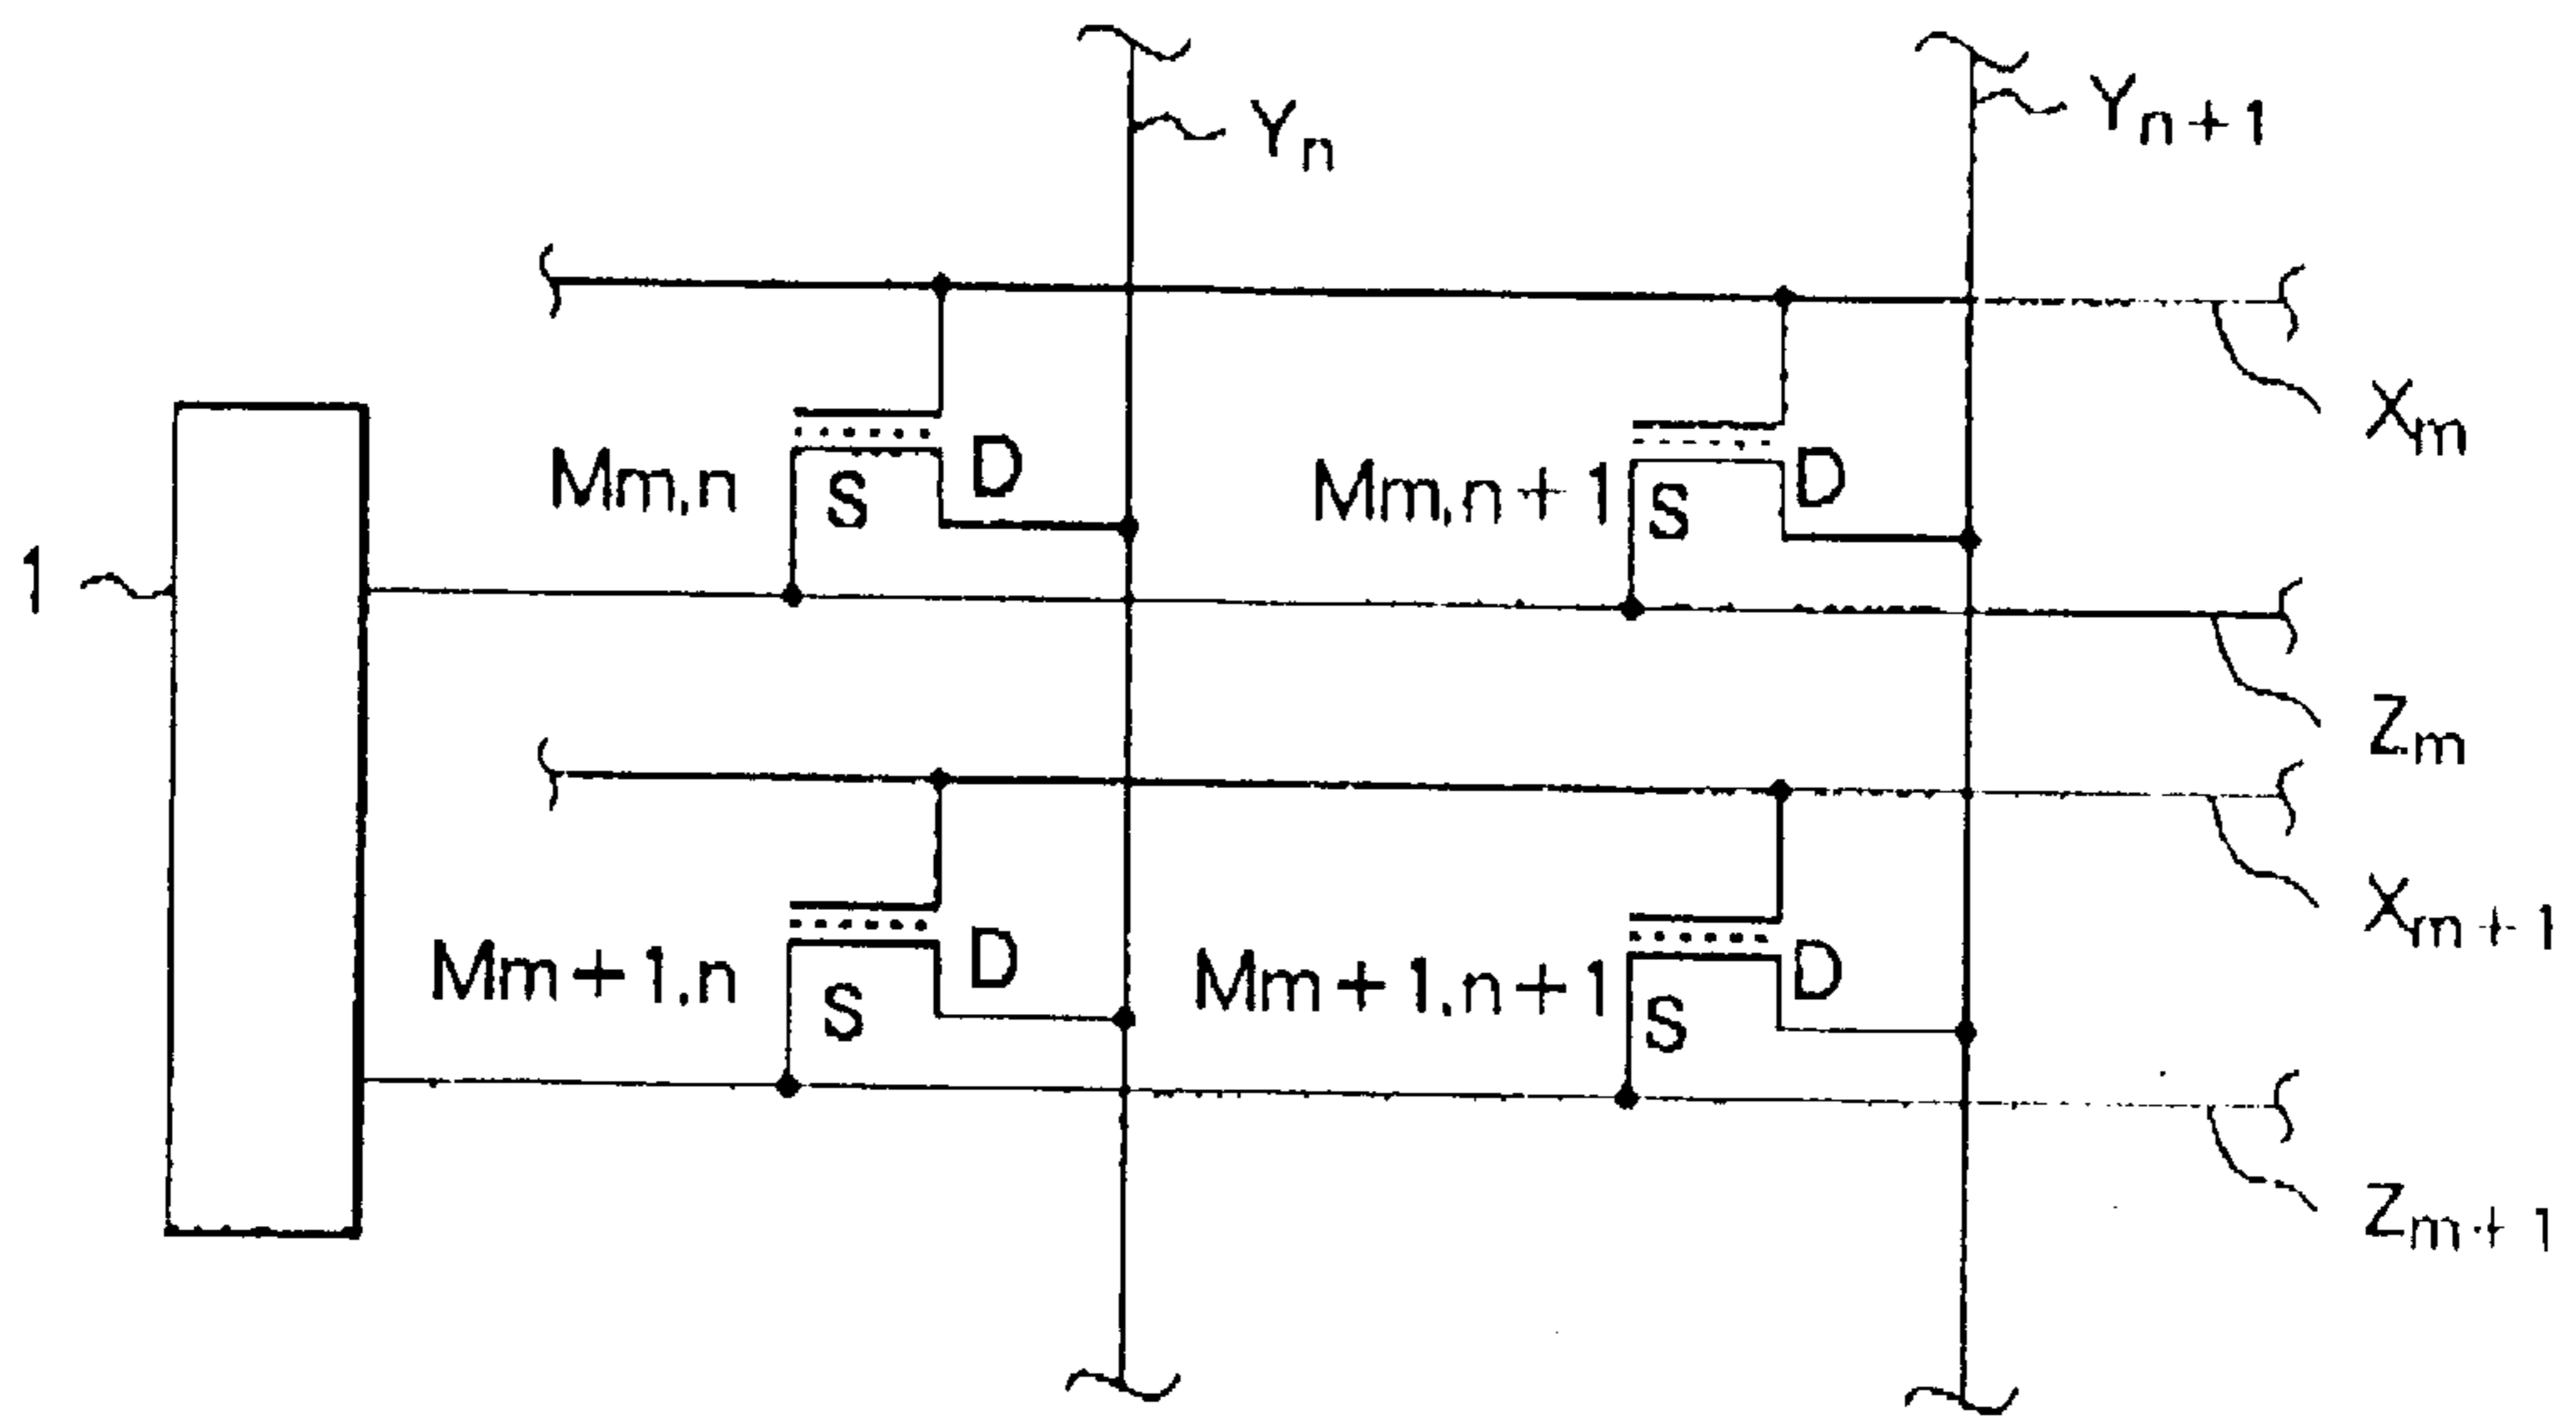 Yn
Yn+1
Xm
Mm,n
S
D
Mm,n+1
S
D
1
Zm
Xm+1
Mm+1,n
S
D
Mm+1,n+1
S
D
Zm+1